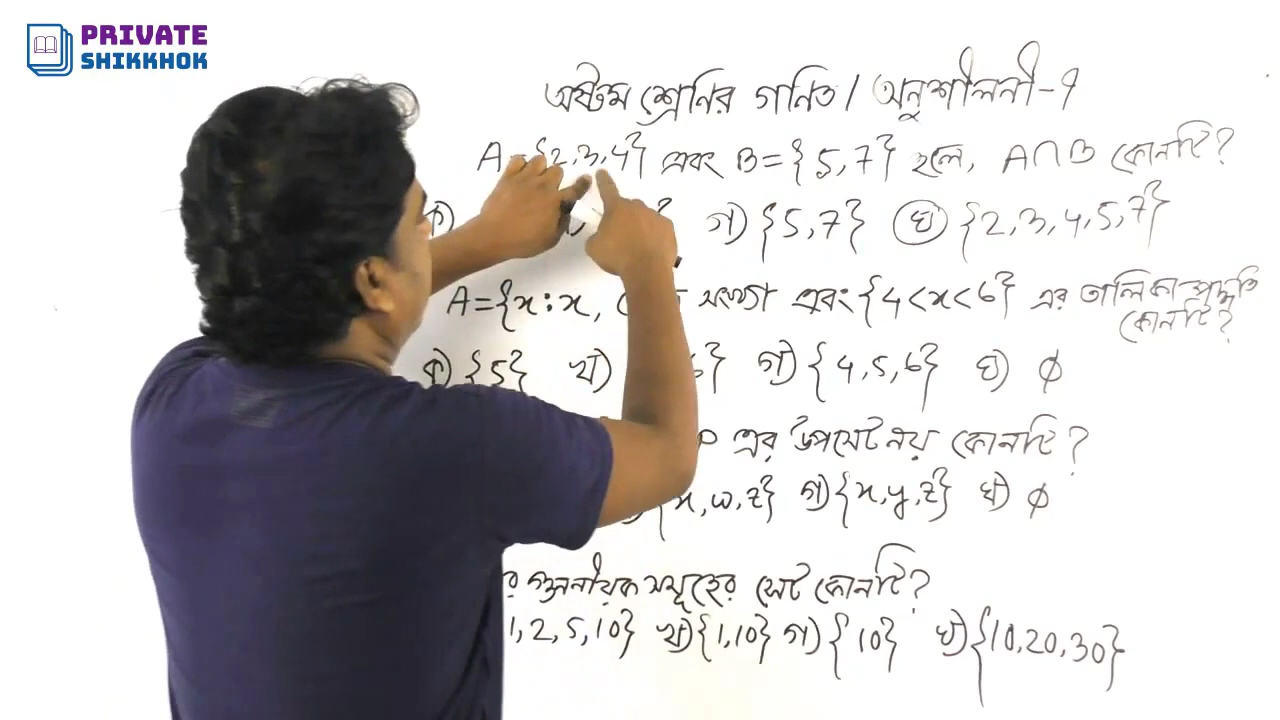 PRIVATE
SHIKKHOK
অষ্টম শ্রেনির গনিত / অনুশীলনী-৭
A={2,3,4} এবং B={5,7} হলে, A∩B কোনটি?
ক) গ) {5,7} ঘ) {2,3,4,5,7}
A={x:x, সংখ্যা এবং {4<x<6} এর তালিকা পদ্ধতি
কোনটি?
ক) {5} খ) 6} গ) {4,5,6} ঘ) ϕ
P এর উপসেট নয় কোনটি?
{x,w,z} গ) {x,y,z} ঘ) ϕ
র গুননীয়ক সমূহের সেট কোনটি?
1,2,5,10} খ) {1,10} গ) {10} ঘ) {10,20,30}